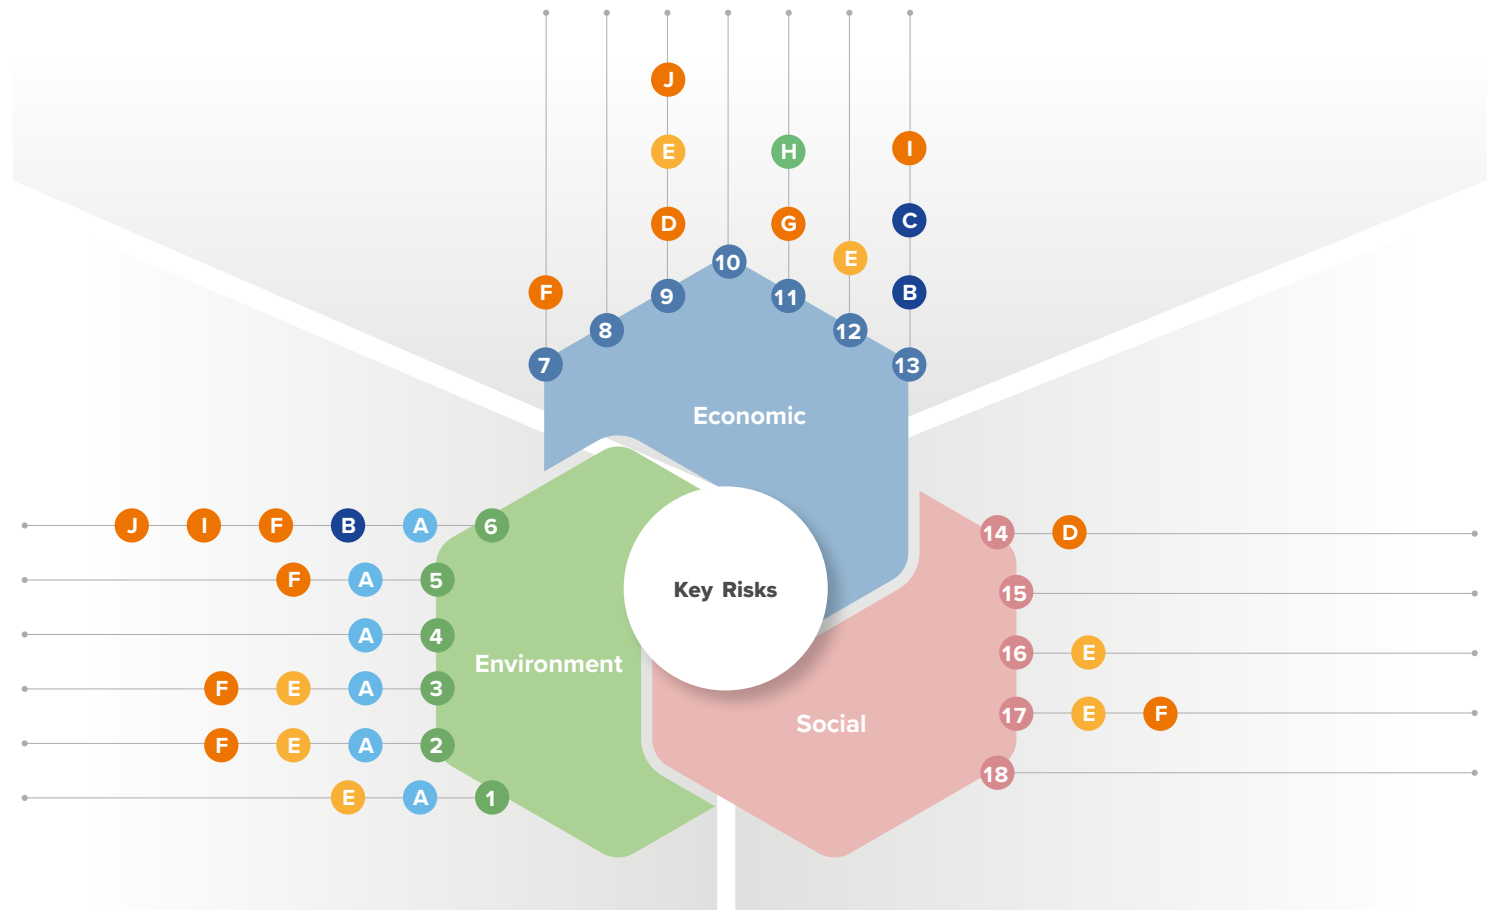 J
E H I
D G C
F E B
7 8 9 10 11 12 13
Economic
J I F B A 6
F A 5
A 4
F E A 3
F E A 2
E A 1
Environment
Key Risks
14 D
15
16 E
17 E F
18
Social